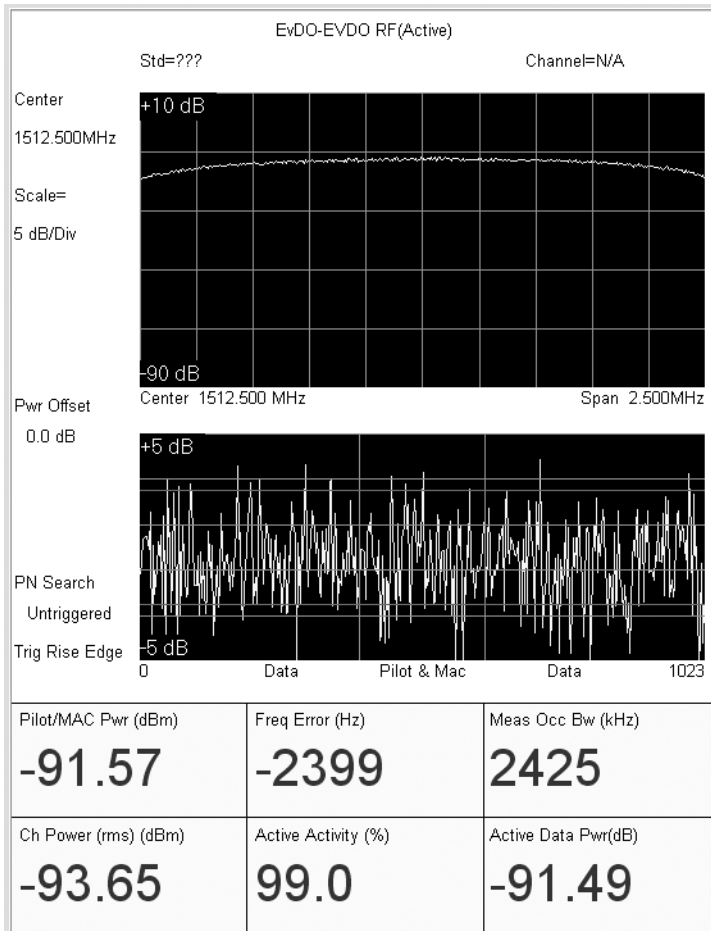 EvDO-EVDO RF(Active)
Std=???
Channel=N/A
Center
1512.500MHz
Scale=
5 dB/Div
+10 dB
-90 dB
Center 1512.500 MHz
Span 2.500MHz
Pwr Offset
0.0 dB
+5 dB
PN Search
Untriggered
Trig Rise Edge
-5 dB
0
Data
Pilot & Mac
Data
1023
Pilot/MAC Pwr (dBm)
-91.57
Freq Error (Hz)
-2399
Meas Occ Bw (kHz)
2425
Ch Power (rms) (dBm)
-93.65
Active Activity (%)
99.0
Active Data Pwr(dB)
-91.49